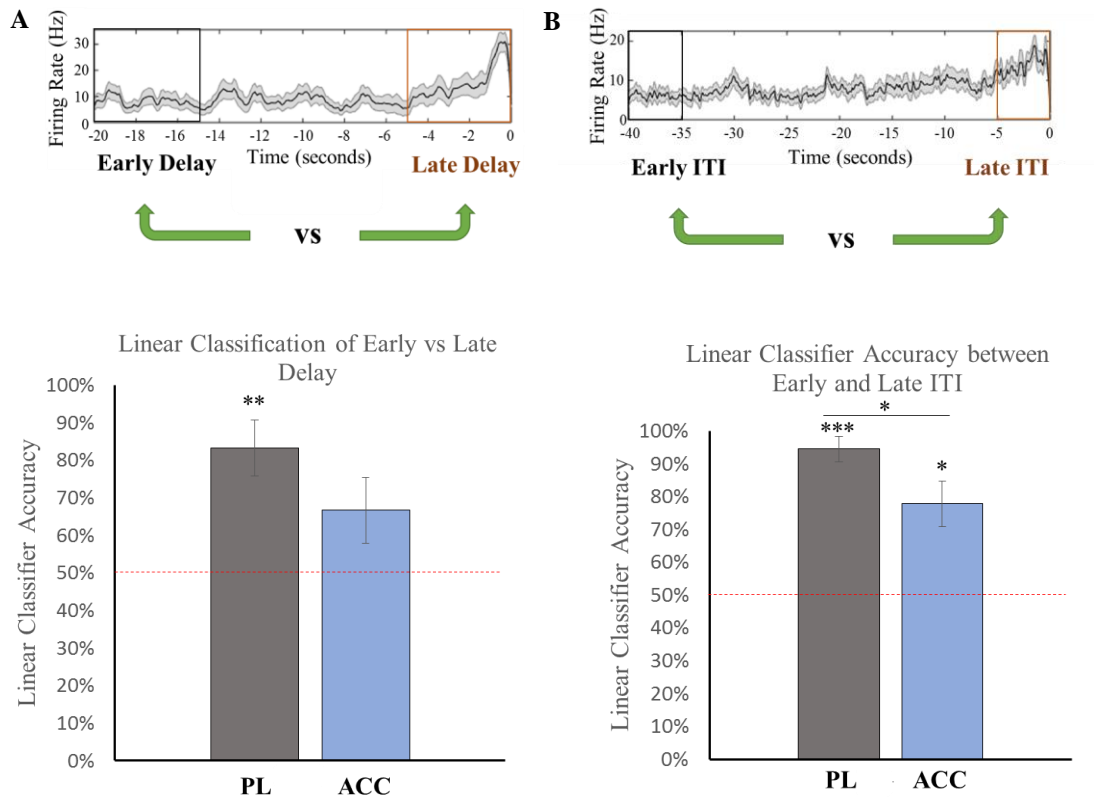 A
Firing Rate (Hz)
30
20
10
0
-20 -18 -16 -14 -12 -10 -8 -6 -4 -2 0
Early Delay
Time (seconds)
Late Delay
vs
B
Firing Rate (Hz)
20
10
0
-40 -35 -30 -25 -20 -15 -10 -5 0
Early ITI
Time (seconds)
Late ITI
vs
Linear Classification of Early vs Late
Delay
Linear Classifier Accuracy
100%
90%
80%
70%
60%
50%
40%
30%
20%
10%
0%
**
PL ACC
Linear Classifier Accuracy between
Early and Late ITI
Linear Classifier Accuracy
100%
90%
80%
70%
60%
50%
40%
30%
20%
10%
0%
*
***
*
PL ACC